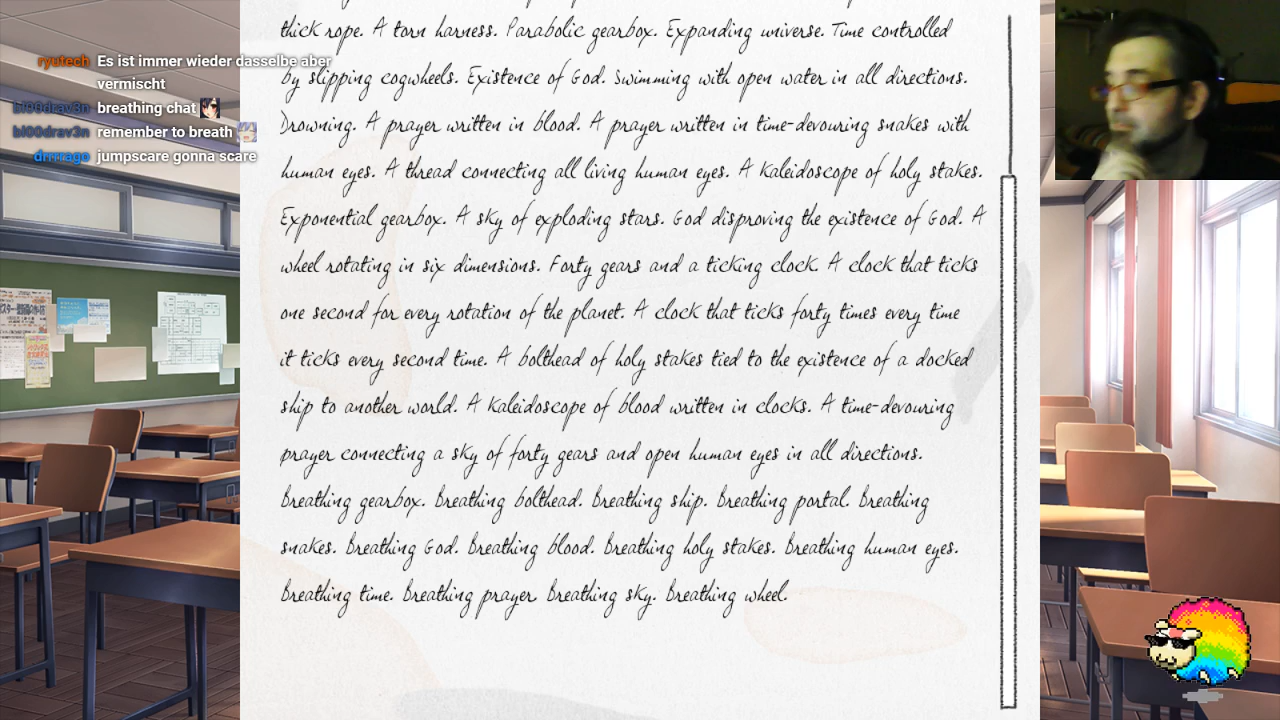 thick rope. A torn harness. Parabolic gearbox. Expanding universe. Time controlled
by slipping cogwheels. Existence of God. Swimming with open water in all directions.
Drowning. A prayer written in blood. A prayer written in time-devouring snakes with
human eyes. A thread connecting all living human eyes. A kaleidoscope of holy stakes.
Exponential gearbox. A sky of exploding stars. God disproving the existence of God. A
wheel rotating in six dimensions. Forty gears and a ticking clock. A clock that ticks
one second for every rotation of the planet. A clock that ticks forty times every time
it ticks every second time. A bolthead of holy stakes tied to the existence of a docked
ship to another world. A kaleidoscope of blood written in clocks. A time-devouring
prayer connecting a sky of forty gears and open human eyes in all directions.
Breathing gearbox. Breathing bolthead. Breathing ship. Breathing portal. Breathing
snakes. Breathing God. Breathing blood. Breathing holy stakes. Breathing human eyes.
Breathing time. Breathing prayer. Breathing sky. Breathing wheel.
ryutech Es ist immer wieder dasselbe aber
vermischt
bl00drav3n breathing chat
bl00drav3n remember to breath
drrrrago jumpscare gonna scare